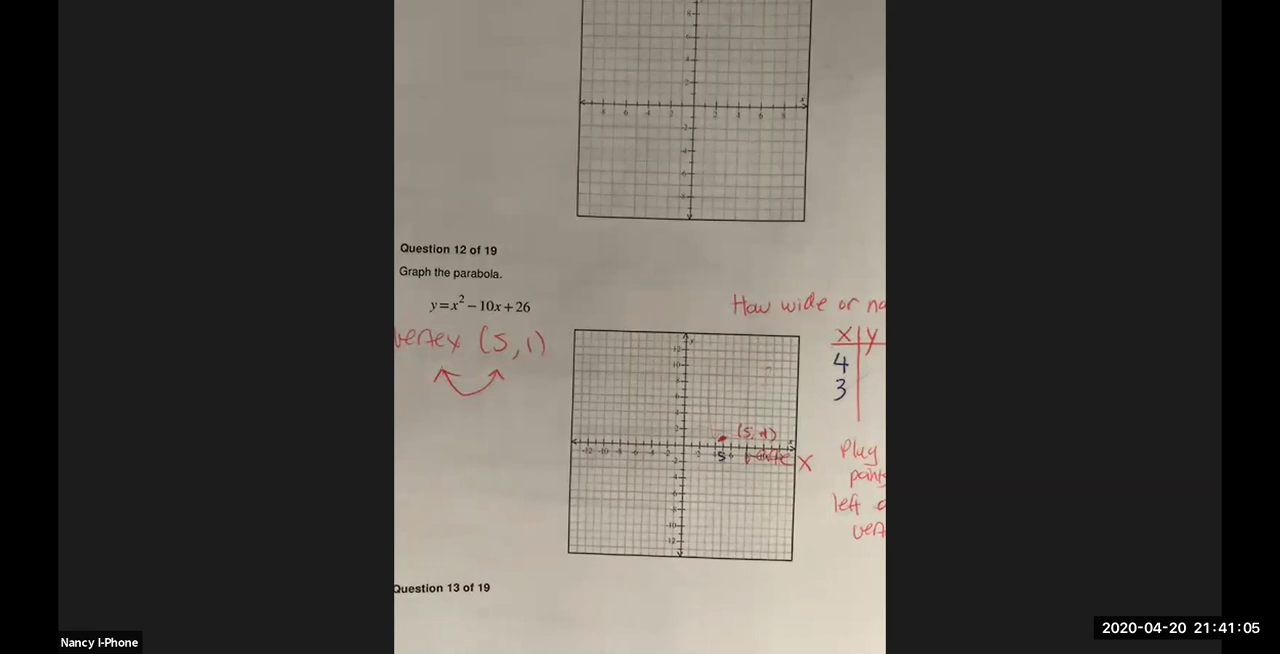 Question 12 of 19
Graph the parabola.
y=x² – 10x + 26
How wide or na
vertex (5,1)
x y
4
3
(5,1)
5 vertex
Plug
points
left o
vert
Question 13 of 19
Nancy I-Phone
2020-04-20 21:41:05